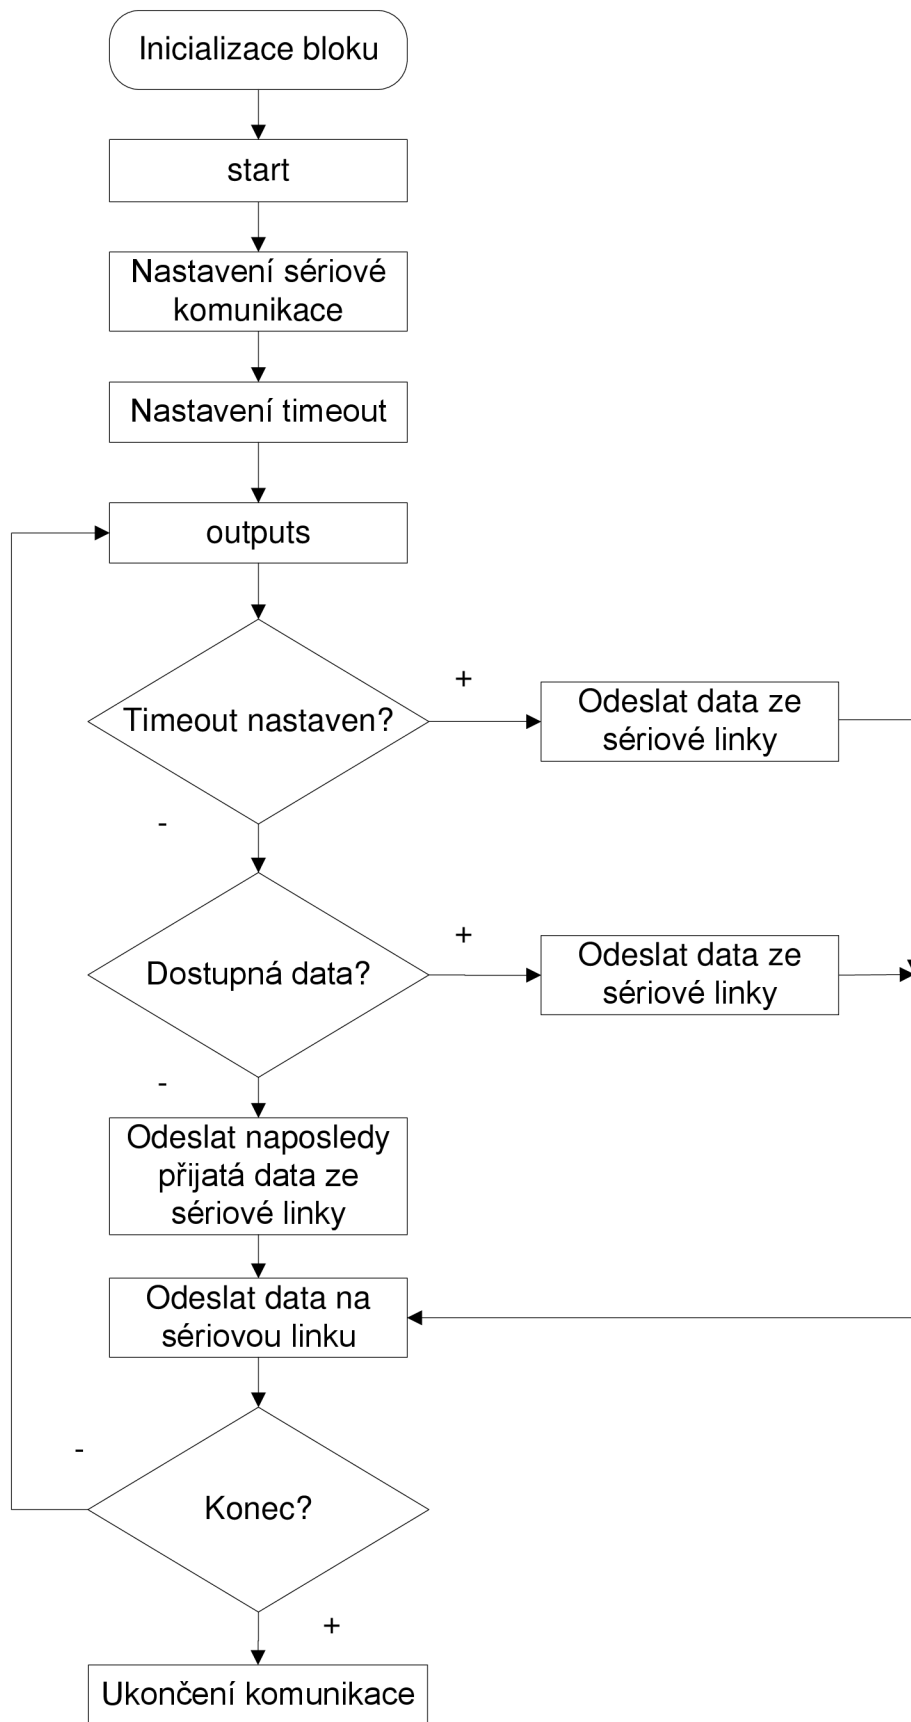 Inicializace bloku
start
Nastavení sériové
komunikace
Nastavení timeout
outputs
Timeout nastaven?
+
Odeslat data ze
sériové linky
-
Dostupná data?
+
Odeslat data ze
sériové linky
-
Odeslat naposledy
přijatá data ze
sériové linky
Odeslat data na
sériovou linku
-
Konec?
+
Ukončení komunikace